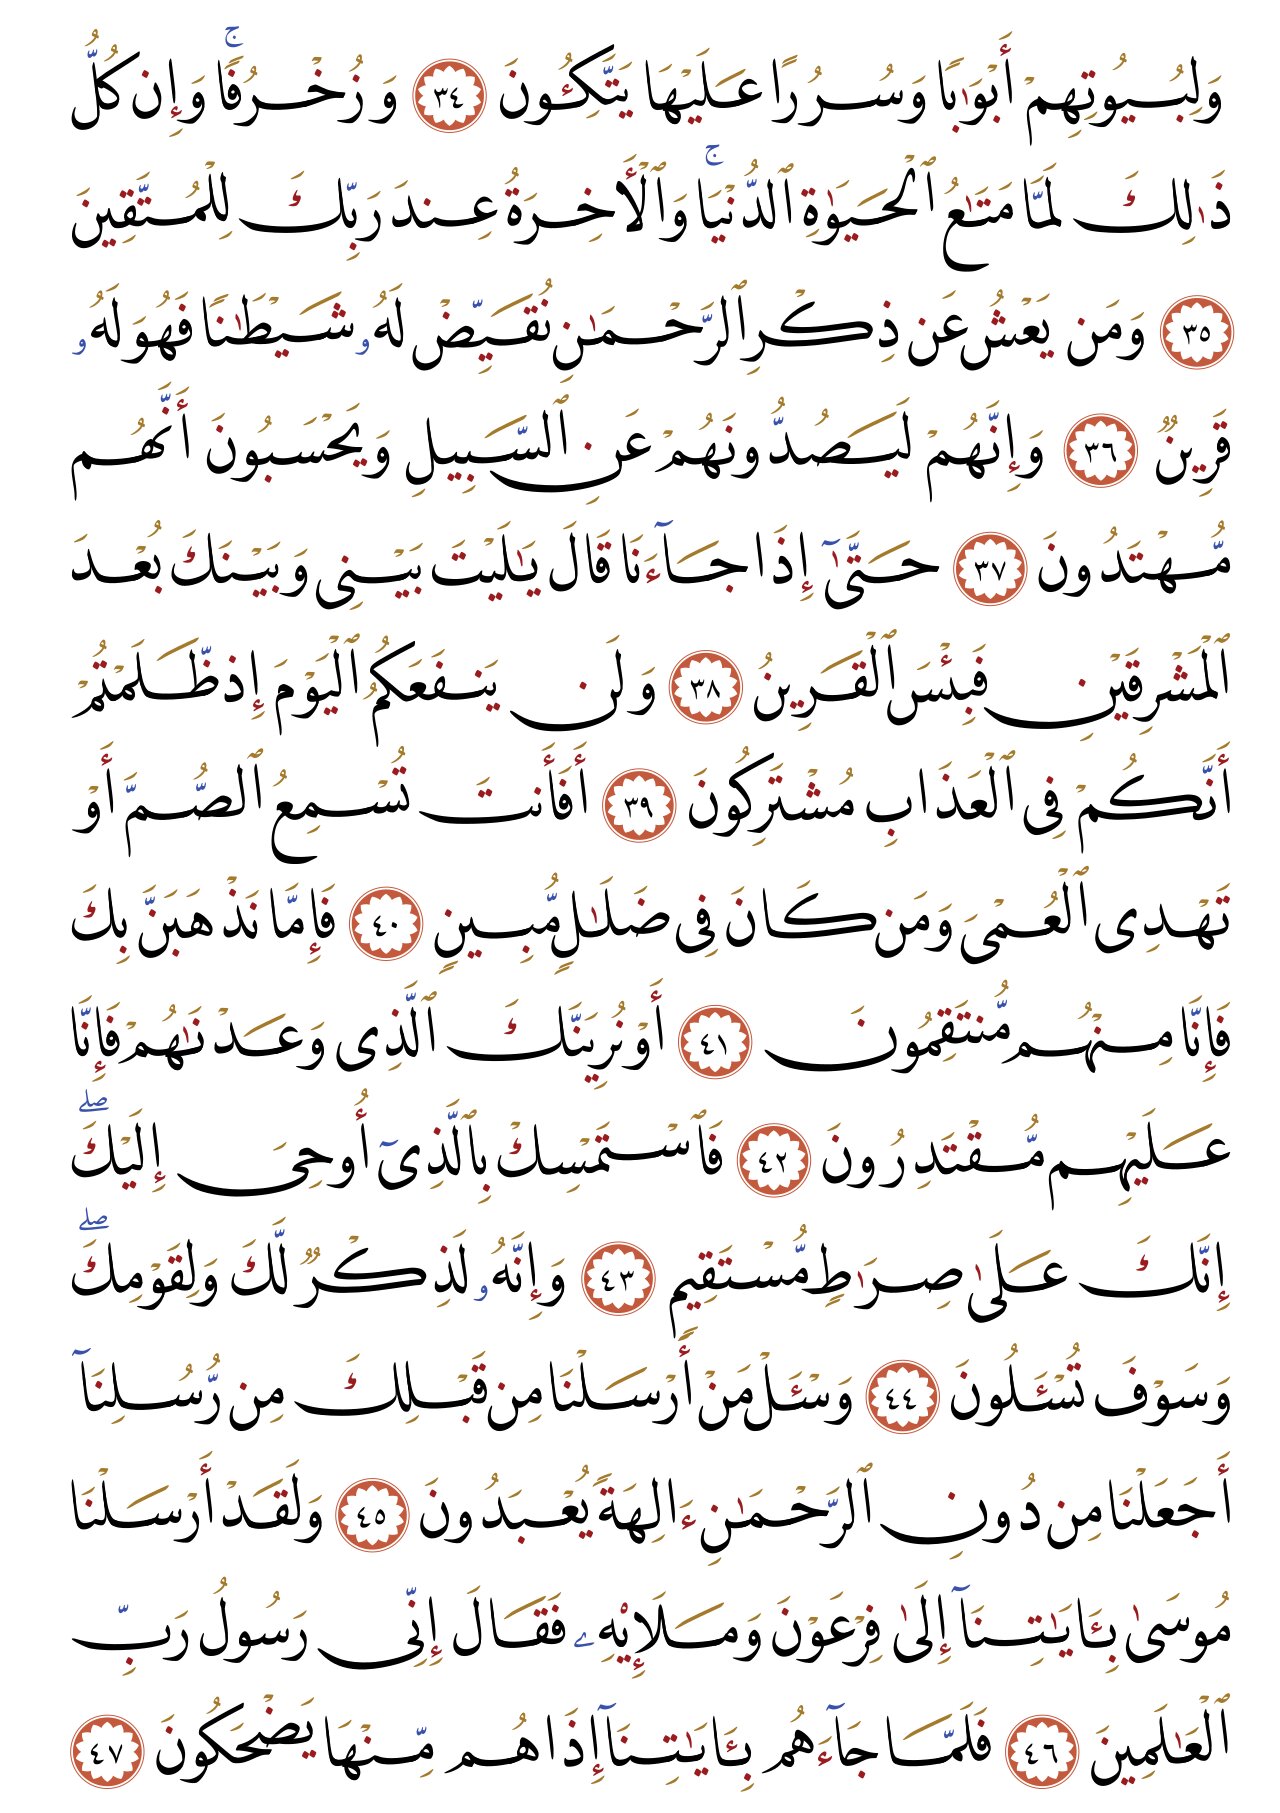 وَلِبُيُوتِهِمْ أَبْوَٰبًا وَسُرُرًا عَلَيْهَا يَتَّكِـُٔونَ ٣٤ وَزُخْرُفًا ۚ وَإِن كُلُّ
ذَٰلِكَ لَمَّا مَتَـٰعُ ٱلْحَيَوٰةِ ٱلدُّنْيَا ۚ وَٱلْأَخِرَةُ عِندَ رَبِّكَ لِلْمُتَّقِينَ
٣٥ وَمَن يَعْشُ عَن ذِكْرِ ٱلرَّحْمَـٰنِ نُقَيِّضْ لَهُۥ شَيْطَـٰنًا فَهُوَ لَهُۥ
قَرِينٌ ٣٦ وَإِنَّهُمْ لَيَصُدُّونَهُمْ عَنِ ٱلسَّبِيلِ وَيَحْسَبُونَ أَنَّهُم
مُّهْتَدُونَ ٣٧ حَتَّىٰٓ إِذَا جَآءَنَا قَالَ يَـٰلَيْتَ بَيْنِى وَبَيْنَكَ بُعْدَ
ٱلْمَشْرِقَيْنِ فَبِئْسَ ٱلْقَرِينُ ٣٨ وَلَن يَنفَعَكُمُ ٱلْيَوْمَ إِذ ظَّلَمْتُمْ
أَنَّكُمْ فِى ٱلْعَذَابِ مُشْتَرِكُونَ ٣٩ أَفَأَنتَ تُسْمِعُ ٱلصُّمَّ أَوْ
تَهْدِى ٱلْعُمْىَ وَمَن كَانَ فِى ضَلَـٰلٍ مُّبِينٍ ٤٠ فَإِمَّا نَذْهَبَنَّ بِكَ
فَإِنَّا مِنْهُم مُّنتَقِمُونَ ٤١ أَوْ نُرِيَنَّكَ ٱلَّذِى وَعَدْنَـٰهُمْ فَإِنَّا
عَلَيْهِم مُّقْتَدِرُونَ ٤٢ فَٱسْتَمْسِكْ بِٱلَّذِىٓ أُوحِىَ إِلَيْكَ ۖ
إِنَّكَ عَلَىٰ صِرَٰطٍ مُّسْتَقِيمٍ ٤٣ وَإِنَّهُۥ لَذِكْرٌ لَّكَ وَلِقَوْمِكَ ۖ
وَسَوْفَ تُسْـَٔلُونَ ٤٤ وَسْـَٔلْ مَنْ أَرْسَلْنَا مِن قَبْلِكَ مِن رُّسُلِنَآ
أَجَعَلْنَا مِن دُونِ ٱلرَّحْمَـٰنِ ءَالِهَةً يُعْبَدُونَ ٤٥ وَلَقَدْ أَرْسَلْنَا
مُوسَىٰ بِـَٔايَـٰتِنَآ إِلَىٰ فِرْعَوْنَ وَمَلَإِي۟هِۦ فَقَالَ إِنِّى رَسُولُ رَبِّ
ٱلْعَـٰلَمِينَ ٤٦ فَلَمَّا جَآءَهُم بِـَٔايَـٰتِنَآ إِذَا هُم مِّنْهَا يَضْحَكُونَ ٤٧